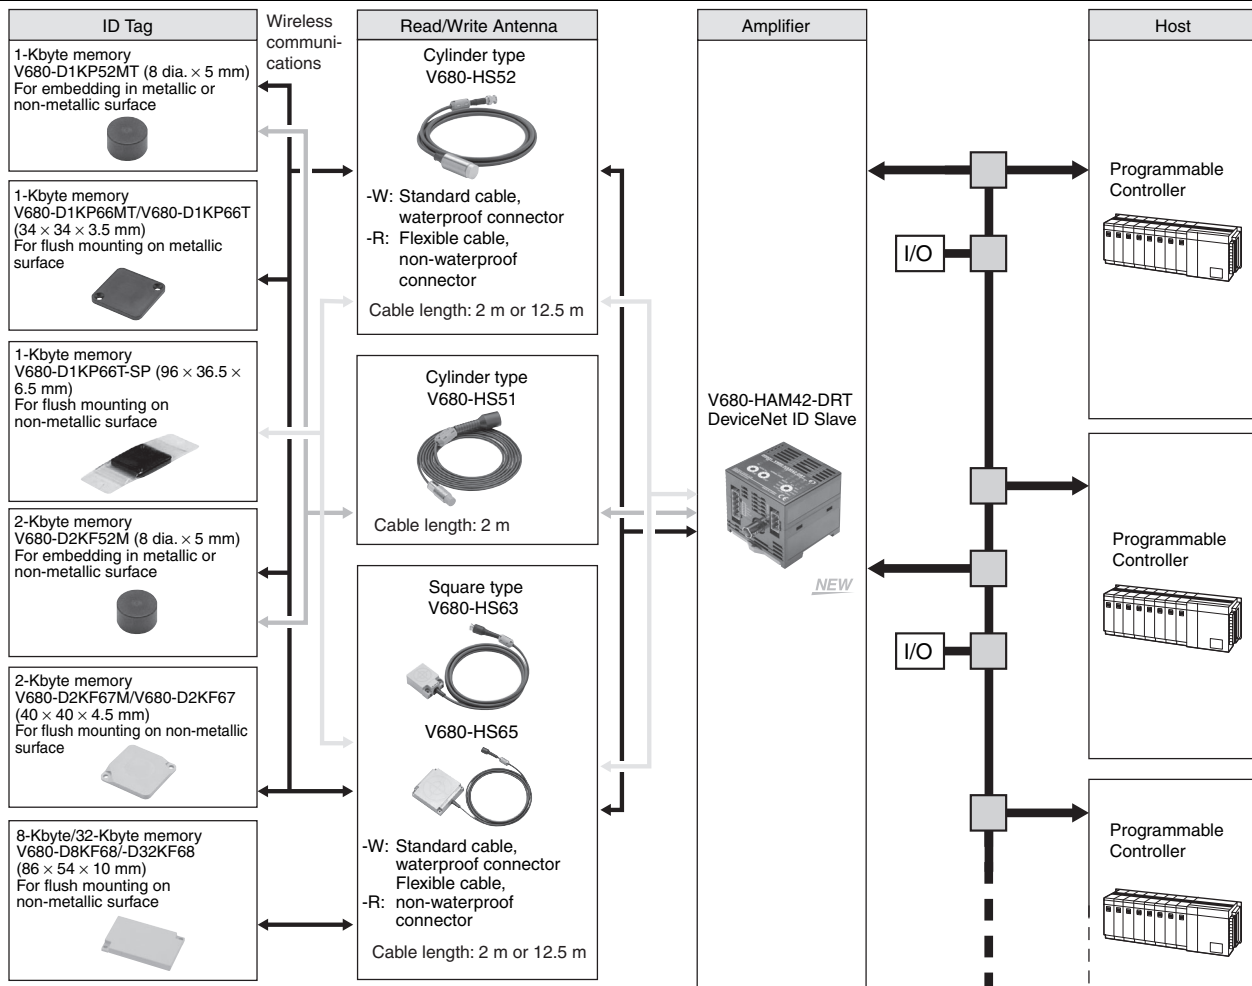 ID Tag
Wireless
communi-
cations
Read/Write Antenna
Amplifier
Host
1-Kbyte memory
V680-D1KP52MT (8 dia. × 5 mm)
For embedding in metallic or
non-metallic surface
1-Kbyte memory
V680-D1KP66MT/V680-D1KP66T
(34 × 34 × 3.5 mm)
For flush mounting on metallic
surface
1-Kbyte memory
V680-D1KP66T-SP (96 × 36.5 ×
6.5 mm)
For flush mounting on
non-metallic surface
2-Kbyte memory
V680-D2KF52M (8 dia. × 5 mm)
For embedding in metallic or
non-metallic surface
2-Kbyte memory
V680-D2KF67M/V680-D2KF67
(40 × 40 × 4.5 mm)
For flush mounting on non-metallic
surface
8-Kbyte/32-Kbyte memory
V680-D8KF68/-D32KF68
(86 × 54 × 10 mm)
For flush mounting on
non-metallic surface
Cylinder type
V680-HS52
-W: Standard cable,
waterproof connector
-R: Flexible cable,
non-waterproof
connector
Cable length: 2 m or 12.5 m
Cylinder type
V680-HS51
Cable length: 2 m
Square type
V680-HS63
V680-HS65
-W: Standard cable,
waterproof connector
Flexible cable,
-R: non-waterproof
connector
Cable length: 2 m or 12.5 m
V680-HAM42-DRT
DeviceNet ID Slave
NEW
I/O
I/O
Programmable
Controller
Programmable
Controller
Programmable
Controller